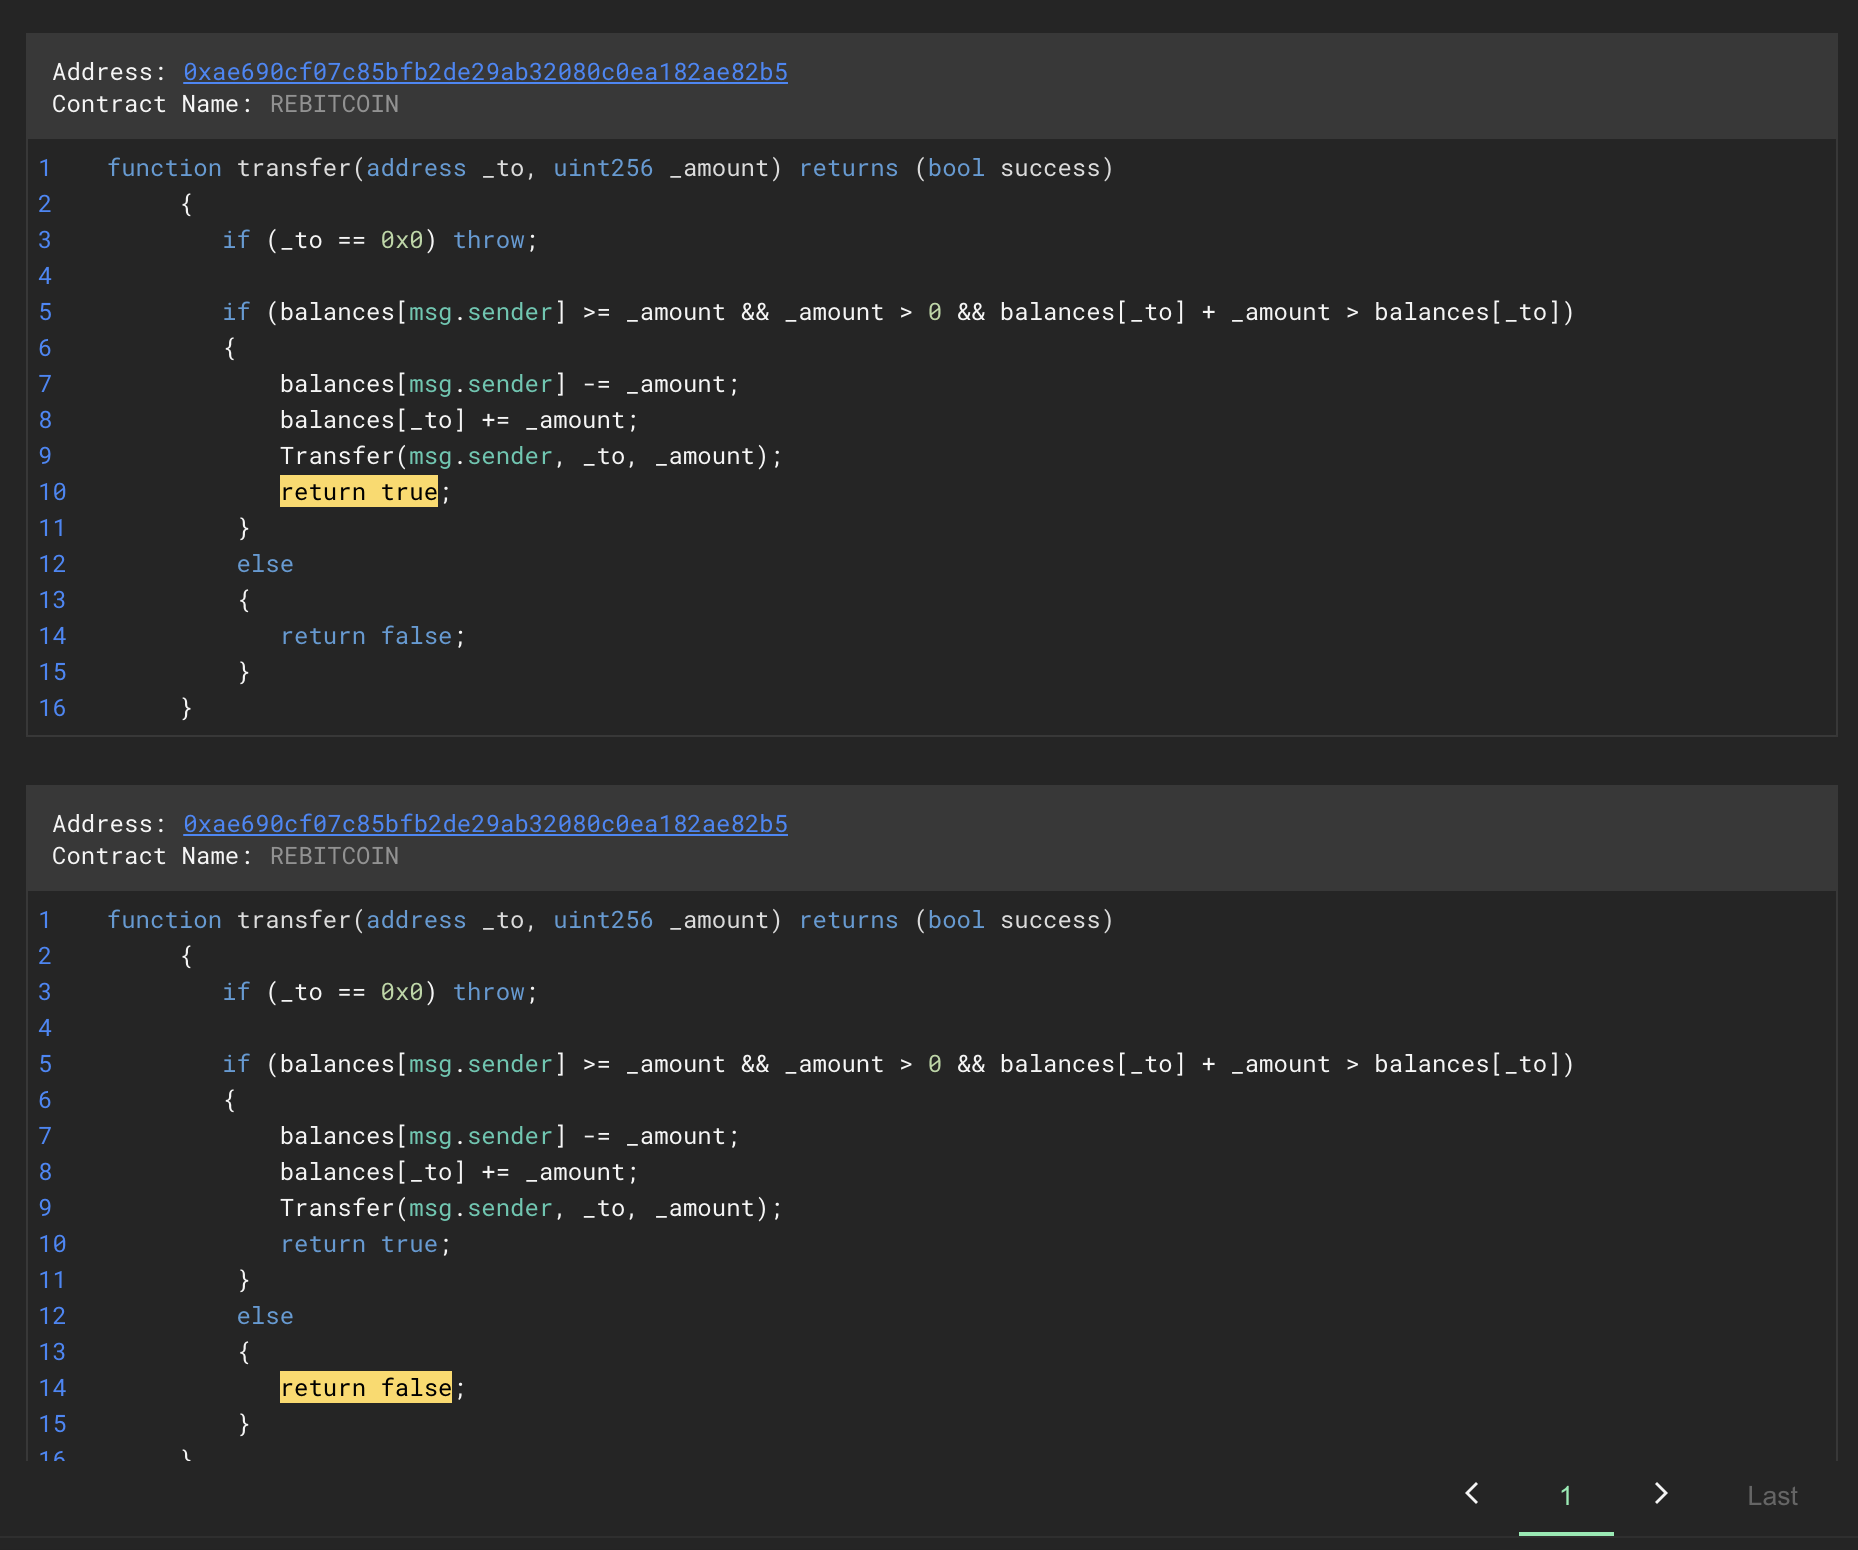 Address: 0xae690cf07c85bfb2de29ab32080c0ea182ae82b5
Contract Name: REBITCOIN
1 function transfer(address _to, uint256 _amount) returns (bool success)
2 {
3 if (_to == 0x0) throw;
4
5 if (balances[msg.sender] >= _amount && _amount > 0 && balances[_to] + _amount > balances[_to])
6 {
7 balances[msg.sender] -= _amount;
8 balances[_to] += _amount;
9 Transfer(msg.sender, _to, _amount);
10 return true;
11 }
12 else
13 {
14 return false;
15 }
16 }
Address: 0xae690cf07c85bfb2de29ab32080c0ea182ae82b5
Contract Name: REBITCOIN
1 function transfer(address _to, uint256 _amount) returns (bool success)
2 {
3 if (_to == 0x0) throw;
4
5 if (balances[msg.sender] >= _amount && _amount > 0 && balances[_to] + _amount > balances[_to])
6 {
7 balances[msg.sender] -= _amount;
8 balances[_to] += _amount;
9 Transfer(msg.sender, _to, _amount);
10 return true;
11 }
12 else
13 {
14 return false;
15 }
16 }
< 1 > Last